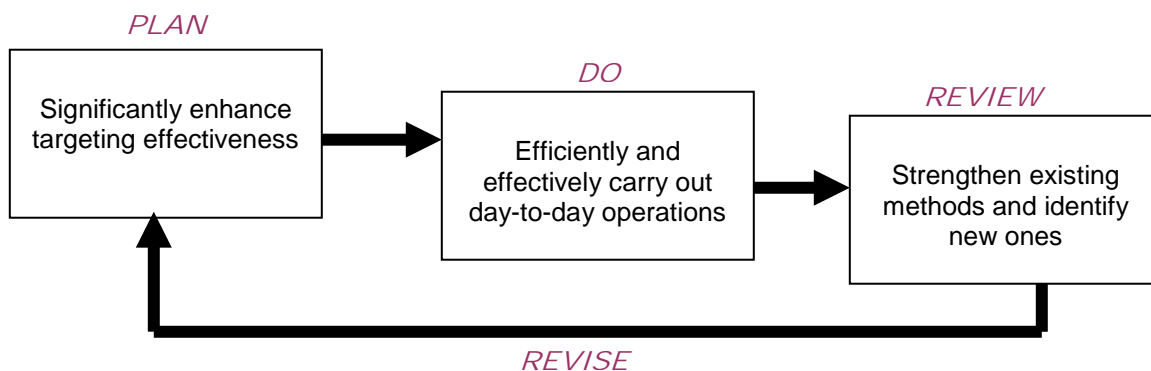 PLAN
Significantly enhance
targeting effectiveness
DO
Efficiently and
effectively carry out
day-to-day operations
REVIEW
Strengthen existing
methods and identify
new ones
REVISE